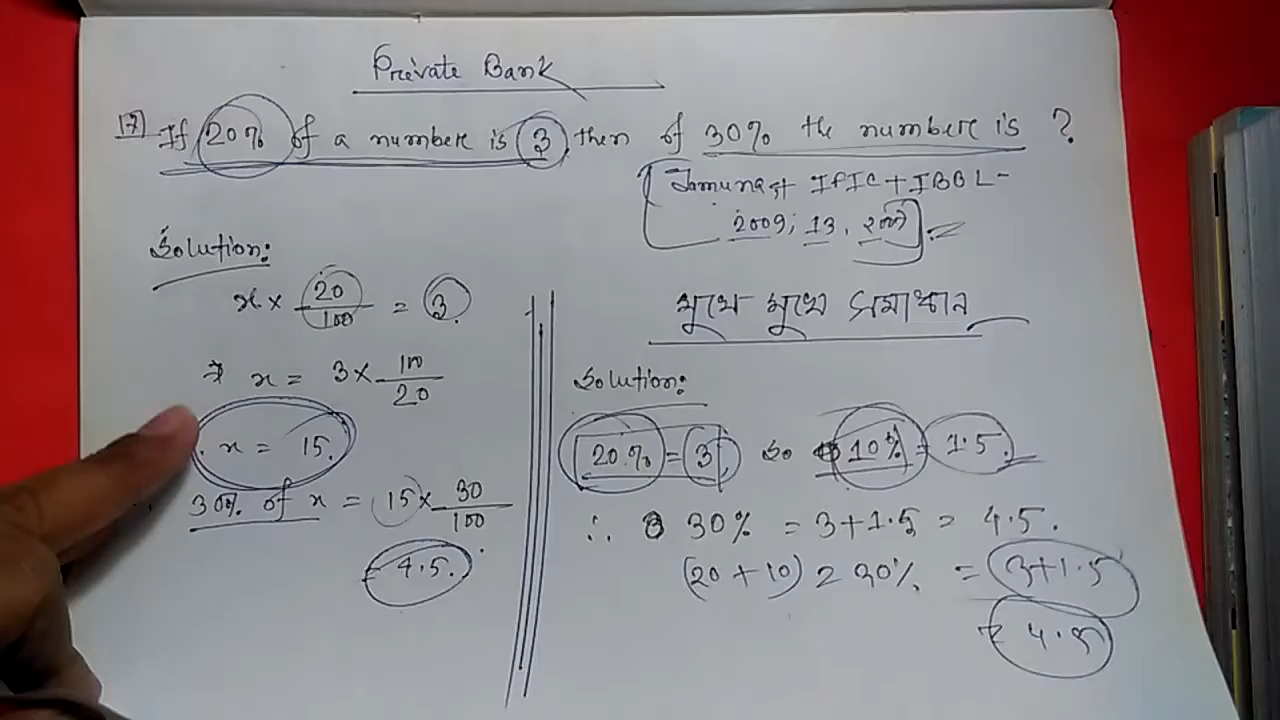 Private Bank
17 If 20% of a number is 3, then of 30% the number is ?
[Jamuna + IFIC + IBBL -
2009, 13, 2007].
Solution:
x × 20/100 = 3.
⇒ x = 3 × 100/20
∴ x = 15.
∴ 30% of x = 15 × 30/100
= 4.5.
মুখে মুখে সমাধান
Solution:
20% = 3, so 10% = 1.5.
∴ 30% = 3+1.5 = 4.5.
(20 + 10) = 30% = 3+1.5
= 4.5